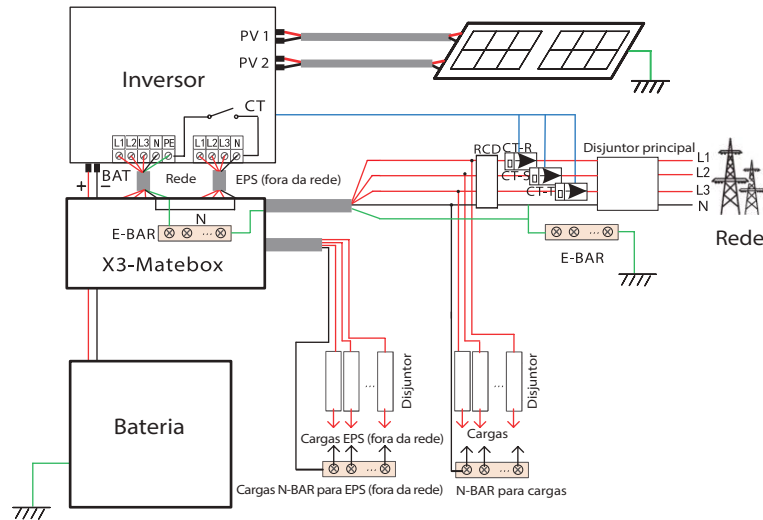 PV 1
PV 2
Inversor
CT
L1 L2 L3 N PE
L1 L2 L3 N
BAT
Rede
EPS (fora da rede)
+
−
RCD
CT-R
CT-S
CT-T
Disjuntor principal
L1
L2
L3
N
Rede
N
E-BAR
...
X3-Matebox
...
E-BAR
...
Disjuntor
...
Disjuntor
Bateria
Cargas EPS (fora da rede)
Cargas
...
...
Cargas N-BAR para EPS (fora da rede)
N-BAR para cargas